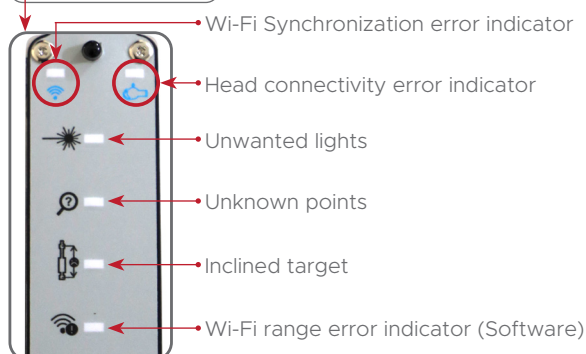 Wi-Fi Synchronization error indicator
Head connectivity error indicator
Unwanted lights
Unknown points
Inclined target
Wi-Fi range error indicator (Software)